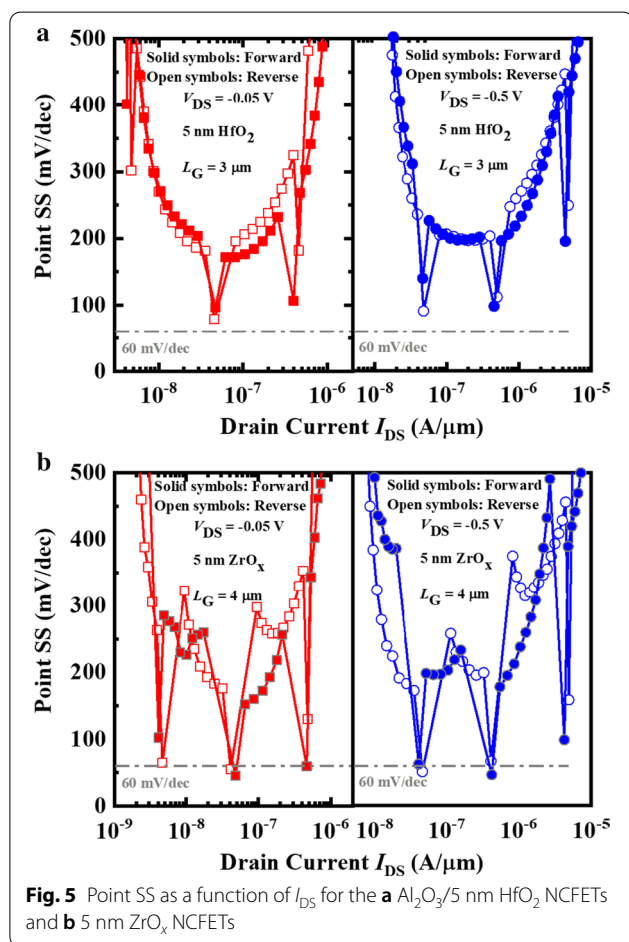 a
Point SS (mV/dec)
500
400
300
200
100
0
Solid symbols: Forward
Open symbols: Reverse
V_DS = -0.05 V
5 nm HfO₂
L_G = 3 μm
60 mV/dec
10⁻⁸ 10⁻⁷ 10⁻⁶
Solid symbols: Forward
Open symbols: Reverse
V_DS = -0.5 V
5 nm HfO₂
L_G = 3 μm
60 mV/dec
10⁻⁸ 10⁻⁷ 10⁻⁶ 10⁻⁵
Drain Current I_DS (A/μm)
b
Point SS (mV/dec)
500
400
300
200
100
0
Solid symbols: Forward
Open symbols: Reverse
V_DS = -0.05 V
5 nm ZrOₓ
L_G = 4 μm
60 mV/dec
10⁻⁹ 10⁻⁸ 10⁻⁷ 10⁻⁶
Solid symbols: Forward
Open symbols: Reverse
V_DS = -0.5 V
5 nm ZrOₓ
L_G = 4 μm
60 mV/dec
10⁻⁸ 10⁻⁷ 10⁻⁶ 10⁻⁵
Drain Current I_DS (A/μm)
Fig. 5 Point SS as a function of I_DS for the a Al₂O₃/5 nm HfO₂ NCFETs
and b 5 nm ZrOₓ NCFETs